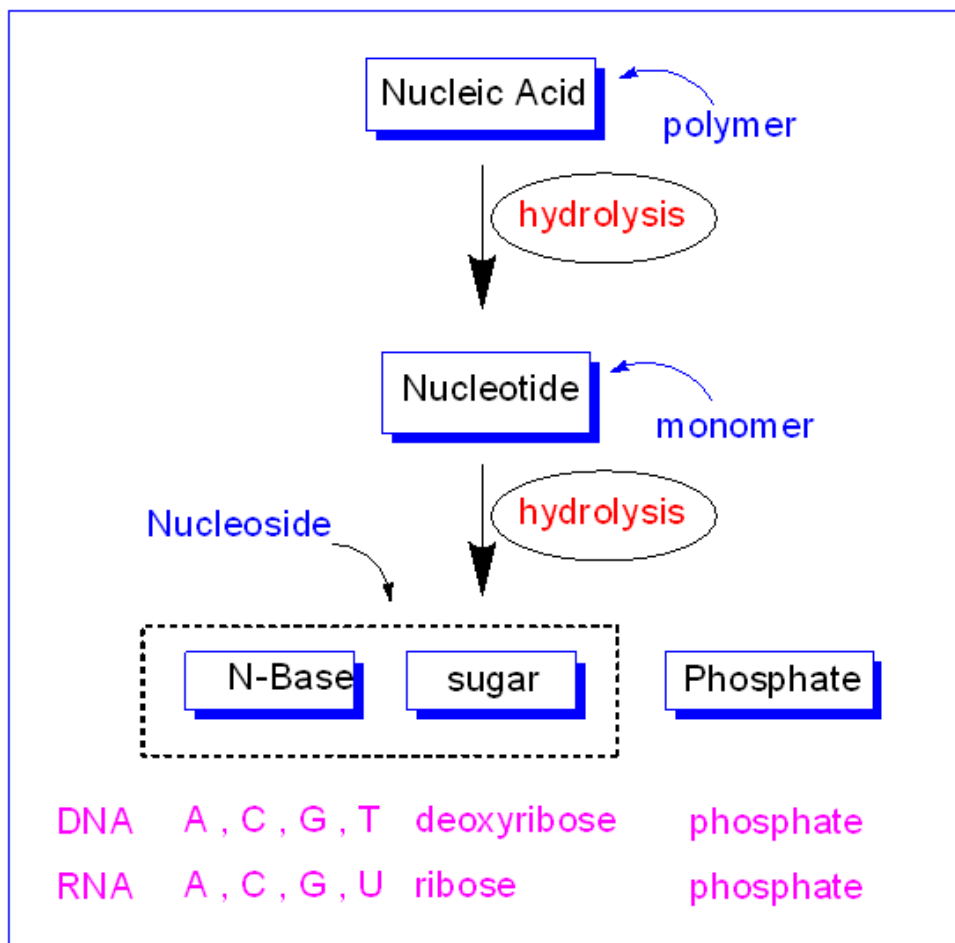 Nucleic Acid
polymer
hydrolysis
Nucleotide
monomer
hydrolysis
Nucleoside
N-Base sugar Phosphate
DNA A , C , G , T deoxyribose phosphate
RNA A , C , G , U ribose phosphate